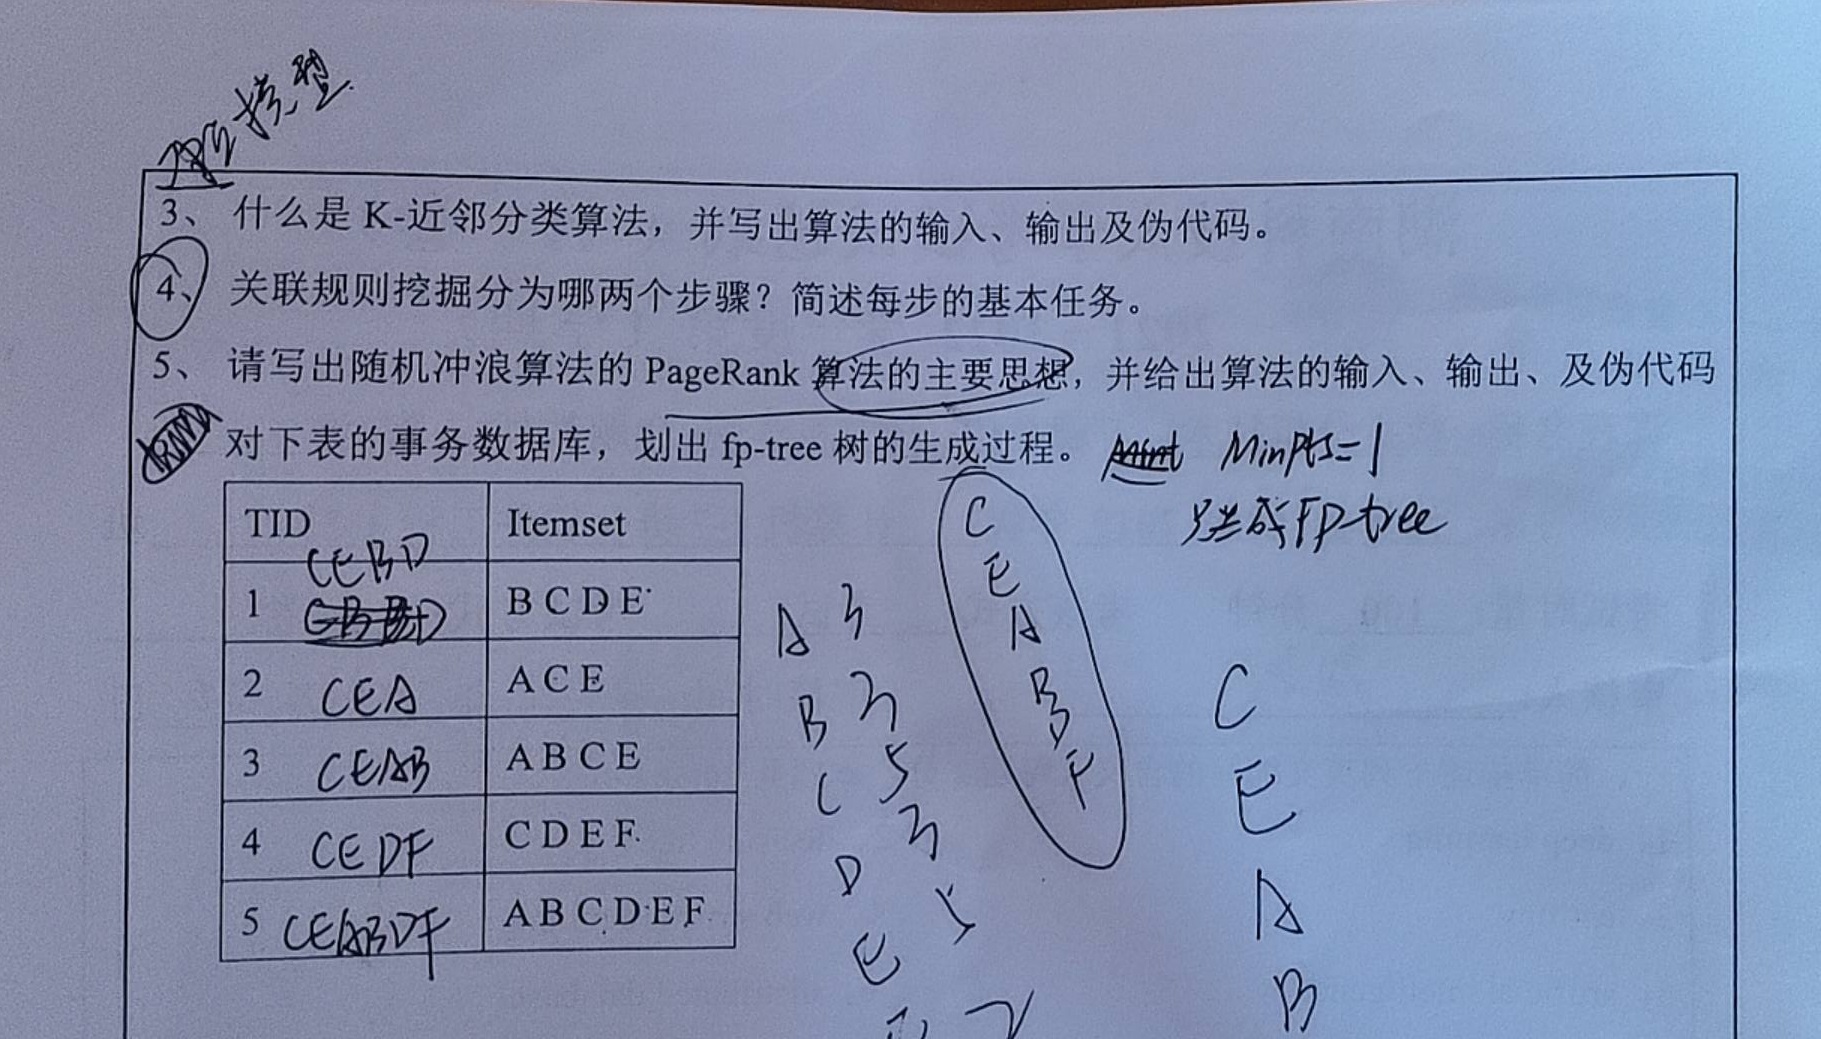 模型
3、 什么是 K-近邻分类算法，并写出算法的输入、输出及伪代码。
4、 关联规则挖掘分为哪两个步骤？简述每步的基本任务。
5、 请写出随机冲浪算法的 PageRank 算法的主要思想，并给出算法的输入、输出、及伪代码
对下表的事务数据库，划出 fp-tree 树的生成过程。 MinPts=1
生成Fp-tree
TID Itemset
CEBD
1 B C D E
2 CEA A C E
3 CEAB A B C E
4 CEDF C D E F
5 CEABDF A B C D E F
A 3
B 3
C 5
D 3
E 5
F 2
C
E
A
B
F
C
E
A
B